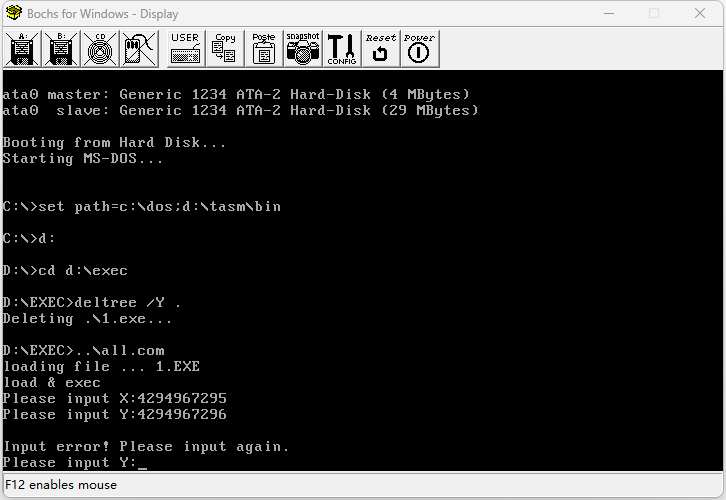 Bochs for Windows - Display
A: B: CD USER Copy Poste snapshot CONFIG Reset Power
ata0 master: Generic 1234 ATA-2 Hard-Disk (4 MBytes)
ata0  slave: Generic 1234 ATA-2 Hard-Disk (29 MBytes)
Booting from Hard Disk...
Starting MS-DOS...
C:\>set path=c:\dos;d:\tasm\bin
C:\>d:
D:\>cd d:\exec
D:\EXEC>deltree /Y .
Deleting .\1.exe...
D:\EXEC>..\all.com
loading file ... 1.EXE
load & exec
Please input X:4294967295
Please input Y:4294967296
Input error! Please input again.
Please input Y:_
F12 enables mouse